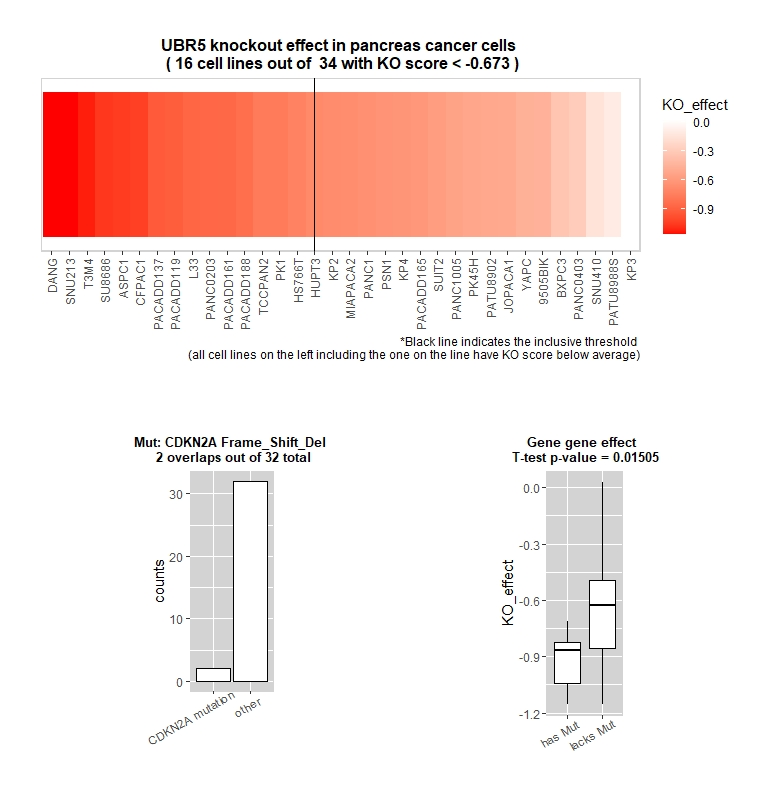 UBR5 knockout effect in pancreas cancer cells
( 16 cell lines out of 34 with KO score < -0.673 )
KO_effect
0.0
-0.3
-0.6
-0.9
DANG
SNU213
T3M4
SU8686
ASPC1
CFPAC1
PACADD137
PACADD119
L33
PANC0203
PACADD161
PACADD188
TCCPAN2
PK1
HS766T
HUPT3
KP2
MIAPACA2
PANC1
PSN1
KP4
PACADD165
SUIT2
PANC1005
PK45H
PATU8902
JOPACA1
YAPC
9505BIK
BXPC3
PANC0403
SNU410
PATU8988S
KP3
*Black line indicates the inclusive threshold
(all cell lines on the left including the one on the line have KO score below average)
Mut: CDKN2A Frame_Shift_Del
2 overlaps out of 32 total
counts
30
20
10
0
CDKN2A mutation
other
Gene gene effect
T-test p-value = 0.01505
KO_effect
0.0
-0.3
-0.6
-0.9
-1.2
has Mut
lacks Mut